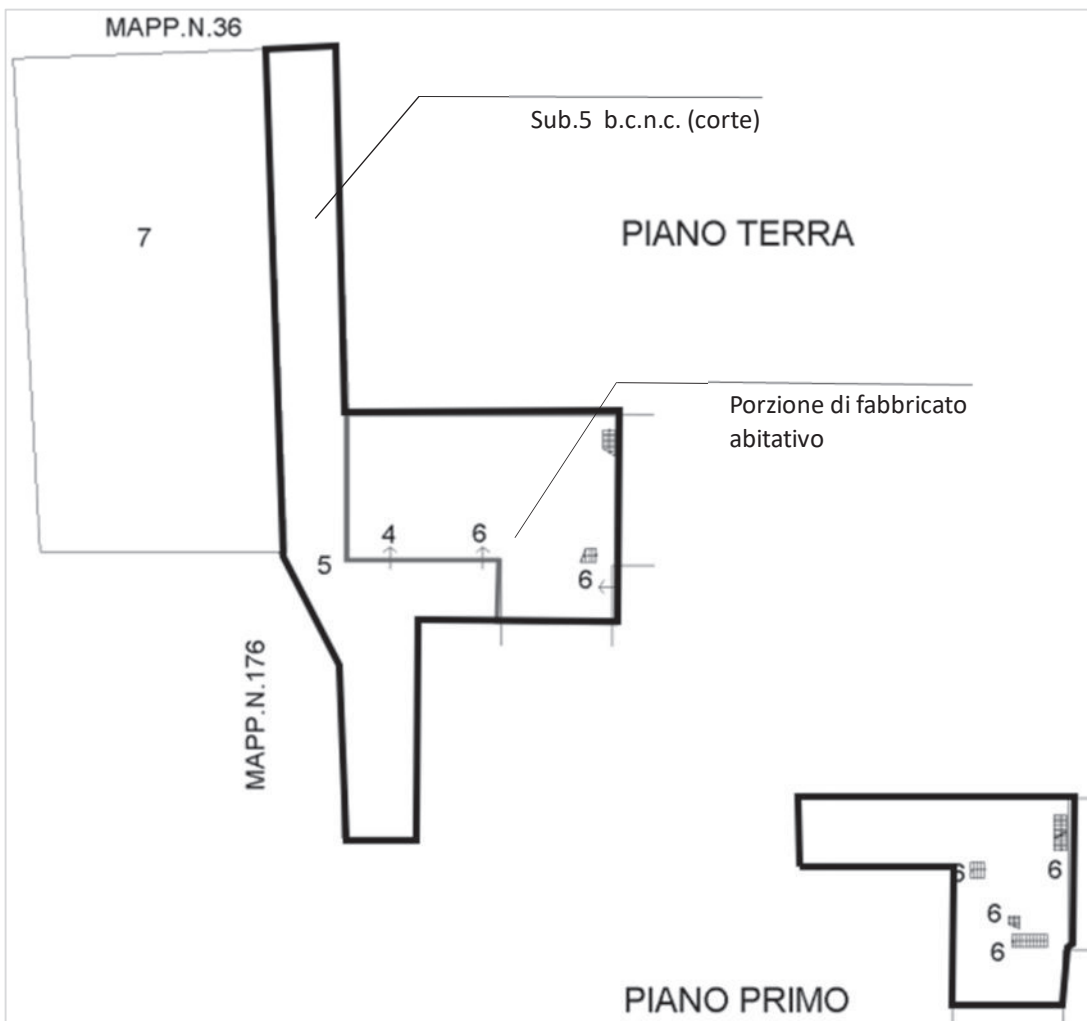 MAPP.N.36
Sub.5 b.c.n.c. (corte)
7
PIANO TERRA
Porzione di fabbricato
abitativo
4
6
5
6
MAPP.N.176
6
6
6
6
PIANO PRIMO